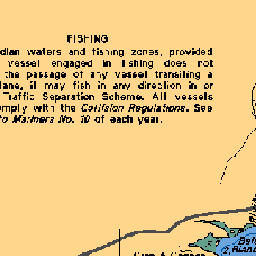 FISHING
dian waters and fishing zones, provided
vessel engaged in fishing does not
the passage of any vessel transiting a
lane, it may fish in any direction in or
Traffic Separation Scheme. All vessels
omply with the Collision Regulations. See
to Mariners No. 10 of each year.